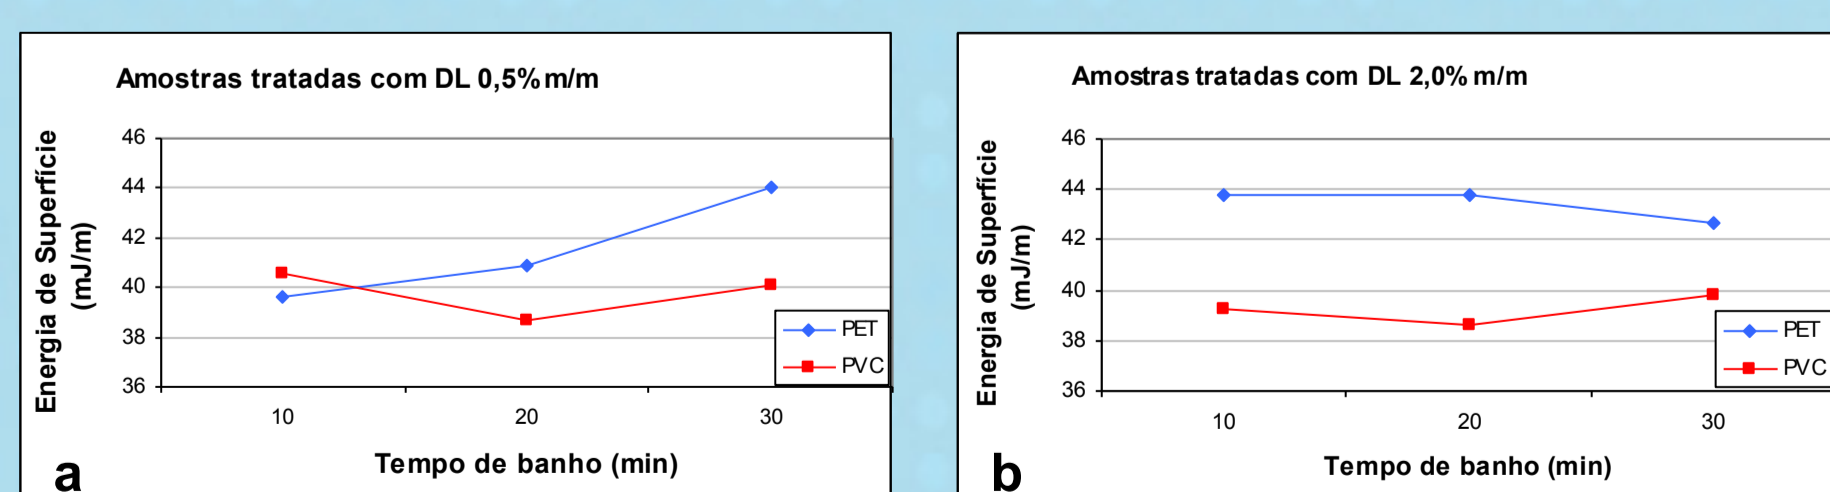 Amostras tratadas com DL 0,5% m/m
Energia de Superfície
(mJ/m)
46
44
42
40
38
36
10 20 30
Tempo de banho (min)
PET
PVC
a
Amostras tratadas com DL 2,0% m/m
Energia de Superfície
(mJ/m)
46
44
42
40
38
36
10 20 30
Tempo de banho (min)
PET
PVC
b